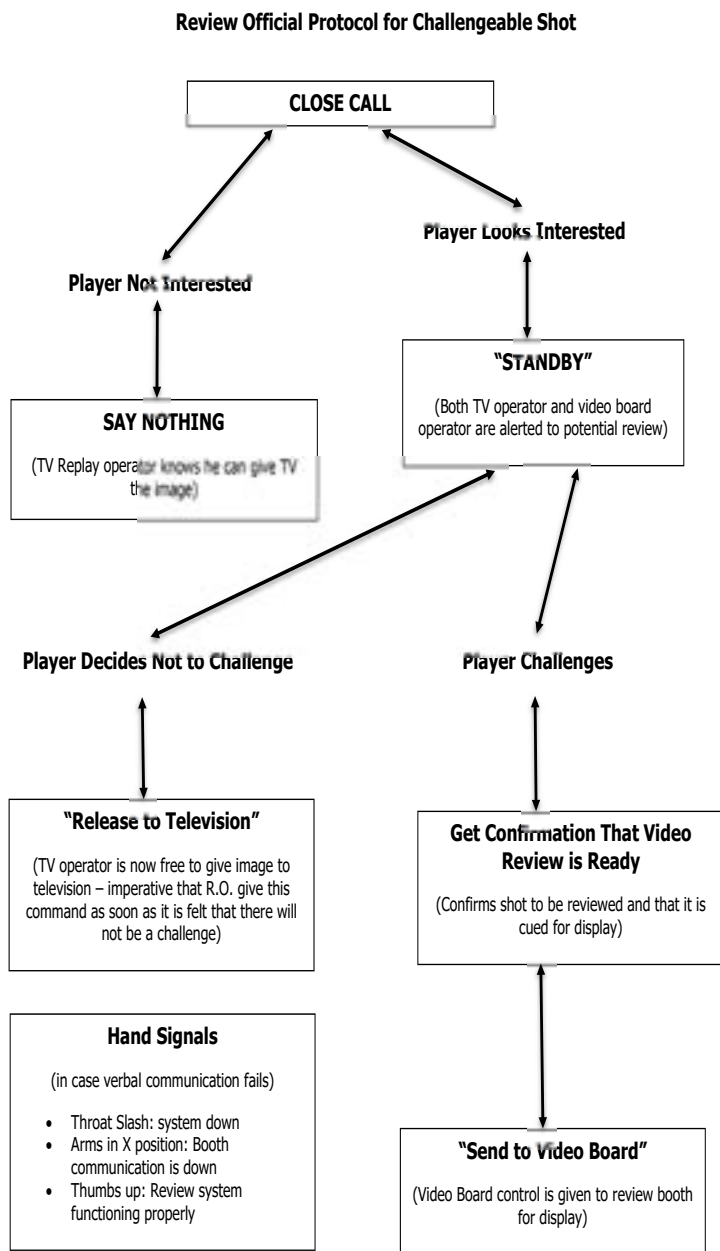 Review Official Protocol for Challengeable Shot
CLOSE CALL
Player Looks Interested
Player Not Interested
“STANDBY”
(Both TV operator and video board
operator are alerted to potential review)
SAY NOTHING
(TV Replay operator knows he can give TV
the image)
Player Decides Not to Challenge
Player Challenges
“Release to Television”
(TV operator is now free to give image to
television – imperative that R.O. give this
command as soon as it is felt that there will
not be a challenge)
Get Confirmation That Video
Review is Ready
(Confirms shot to be reviewed and that it is
cued for display)
Hand Signals
(in case verbal communication fails)
• Throat Slash: system down
• Arms in X position: Booth
communication is down
• Thumbs up: Review system
functioning properly
“Send to Video Board”
(Video Board control is given to review booth
for display)